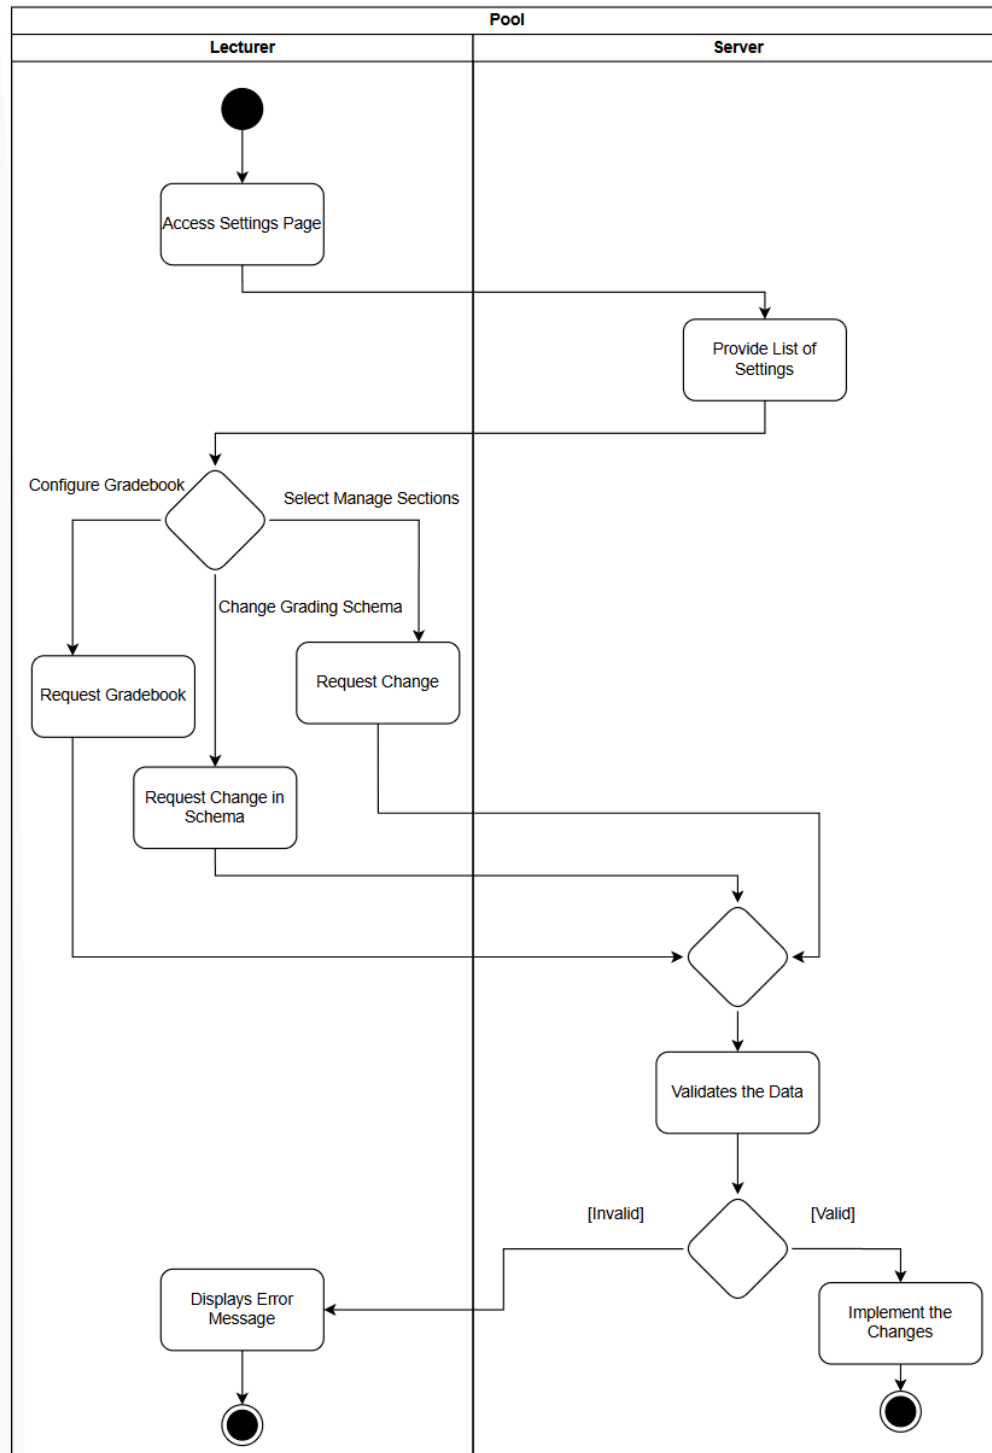 Pool
Lecturer
Server
Access Settings Page
Provide List of
Settings
Configure Gradebook
Select Manage Sections
Change Grading Schema
Request Gradebook
Request Change
Request Change in
Schema
Validates the Data
[Invalid]
[Valid]
Displays Error
Message
Implement the
Changes